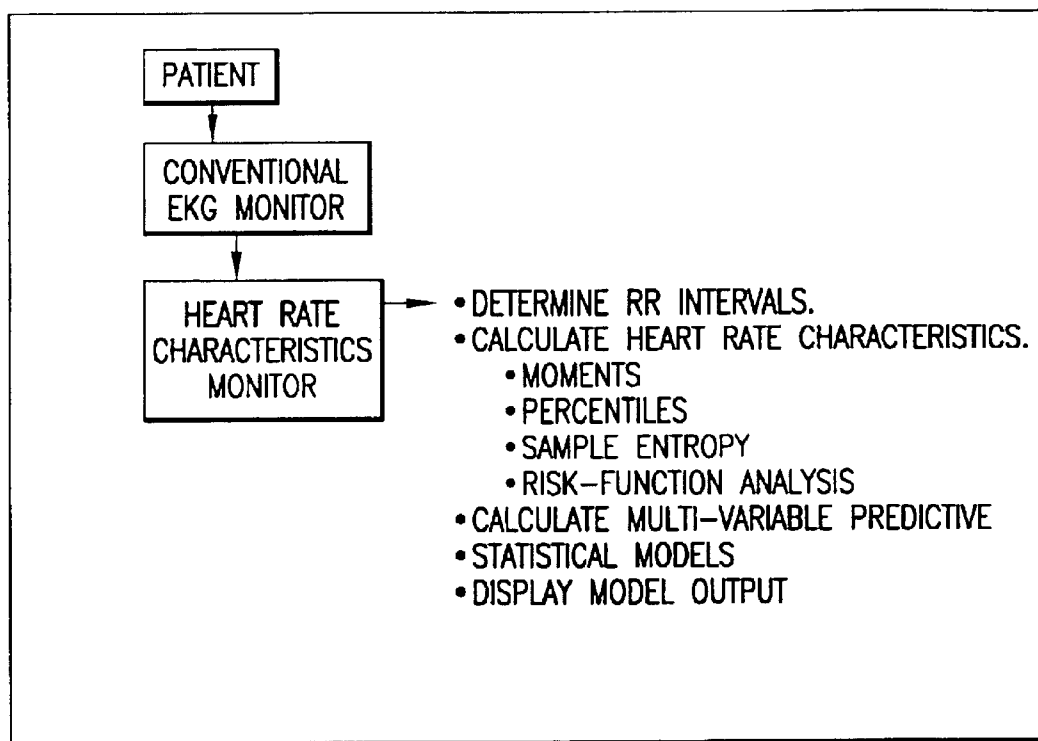 PATIENT
CONVENTIONAL
EKG MONITOR
HEART RATE
CHARACTERISTICS
MONITOR
•DETERMINE RR INTERVALS.
•CALCULATE HEART RATE CHARACTERISTICS.
•MOMENTS
•PERCENTILES
•SAMPLE ENTROPY
•RISK–FUNCTION ANALYSIS
•CALCULATE MULTI–VARIABLE PREDICTIVE
•STATISTICAL MODELS
•DISPLAY MODEL OUTPUT